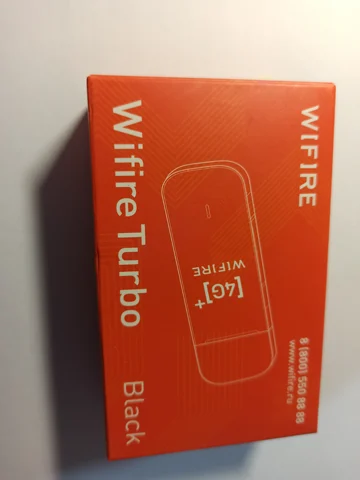 WIFIRE
8 (800) 550 88 88
www.wifire.ru
[4G]+
WIFIRE
Wifire Turbo Black